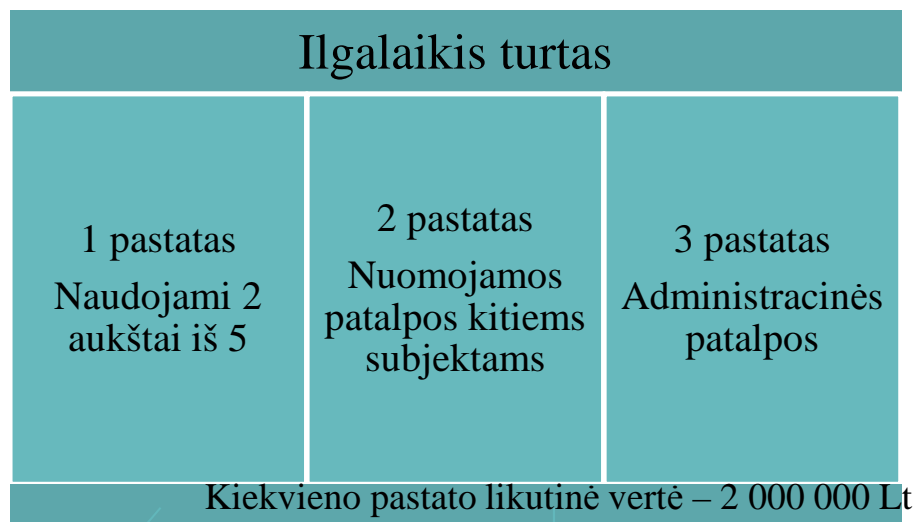 Ilgalaikis turtas
1 pastatas
Naudojami 2
aukštai iš 5
2 pastatas
Nuomojamos
patalpos kitiems
subjektams
3 pastatas
Administracinės
patalpos
Kiekvieno pastato likutinė vertė – 2 000 000 Lt